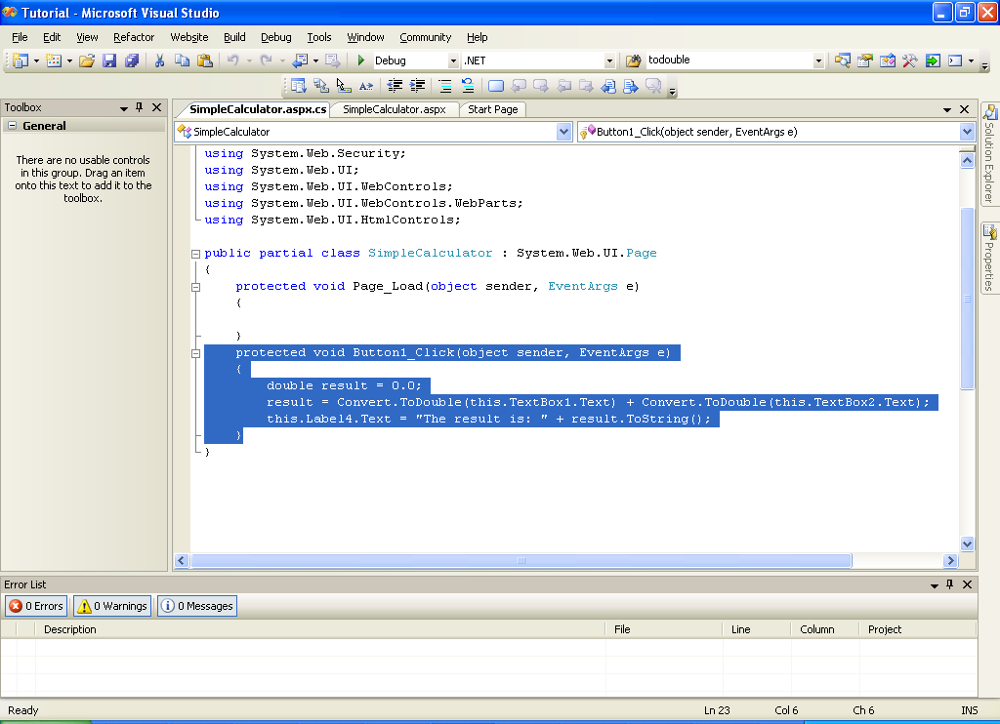 Tutorial - Microsoft Visual Studio
File Edit View Refactor Website Build Debug Tools Window Community Help
Debug .NET todouble
Toolbox
General
There are no usable controls
in this group. Drag an item
onto this text to add it to the
toolbox.
SimpleCalculator.aspx.cs SimpleCalculator.aspx Start Page
SimpleCalculator Button1_Click(object sender, EventArgs e)
using System.Web.Security;
using System.Web.UI;
using System.Web.UI.WebControls;
using System.Web.UI.WebControls.WebParts;
using System.Web.UI.HtmlControls;
public partial class SimpleCalculator : System.Web.UI.Page
{
protected void Page_Load(object sender, EventArgs e)
{
}
protected void Button1_Click(object sender, EventArgs e)
{
double result = 0.0;
result = Convert.ToDouble(this.TextBox1.Text) + Convert.ToDouble(this.TextBox2.Text);
this.Label4.Text = "The result is: " + result.ToString();
}
}
Solution Explorer
Properties
Error List
0 Errors 0 Warnings 0 Messages
Description File Line Column Project
Ready Ln 23 Col 6 Ch 6 INS